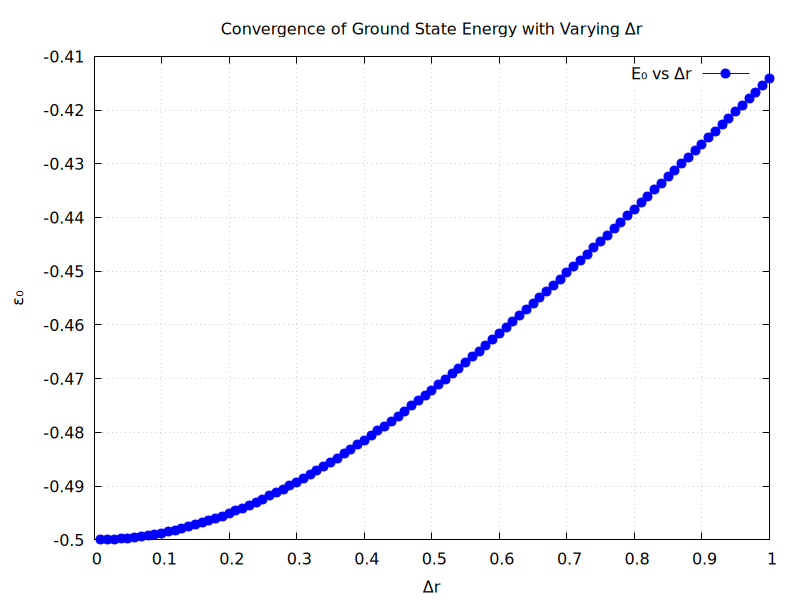 Convergence of Ground State Energy with Varying Δr
E₀ vs Δr
-0.41
-0.42
-0.43
-0.44
-0.45
-0.46
-0.47
-0.48
-0.49
-0.5
ε₀
0 0.1 0.2 0.3 0.4 0.5 0.6 0.7 0.8 0.9 1
Δr